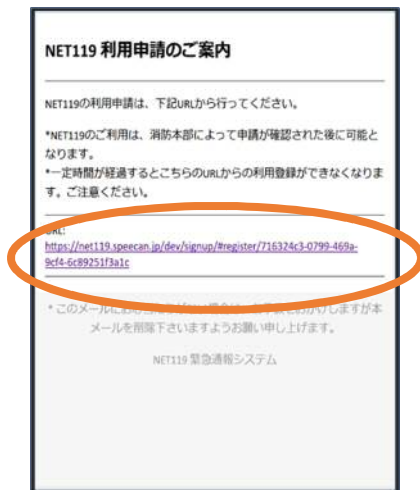 NET119 利用申請のご案内
NET119の利用申請は、下記URLから行ってください。
*NET119のご利用は、消防本部によって申請が確認された後に可能と
なります。
*一定時間が経過するとこちらのURLからの利用登録ができなくなりま
す。ご注意ください。
URL:
https://net119.speecan.jp/dev/signup/#register/716324c3-0799-469a-
9cf4-6c89251f3a1c
* このメールに
が本
メールを削除下さいますようお願い申し上げます。
NET119 緊急通報システム